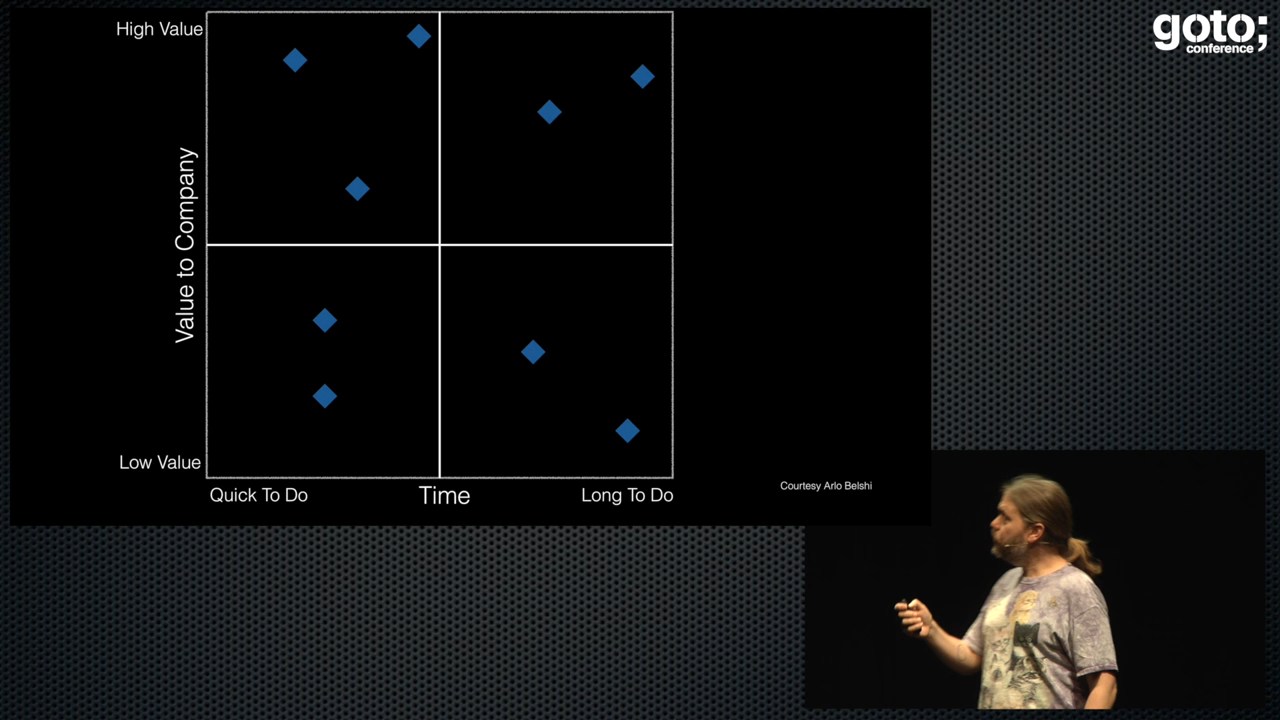 High Value
Value to Company
Low Value
Quick To Do
Time
Long To Do
Courtesy Arlo Belshi
goto;
conference